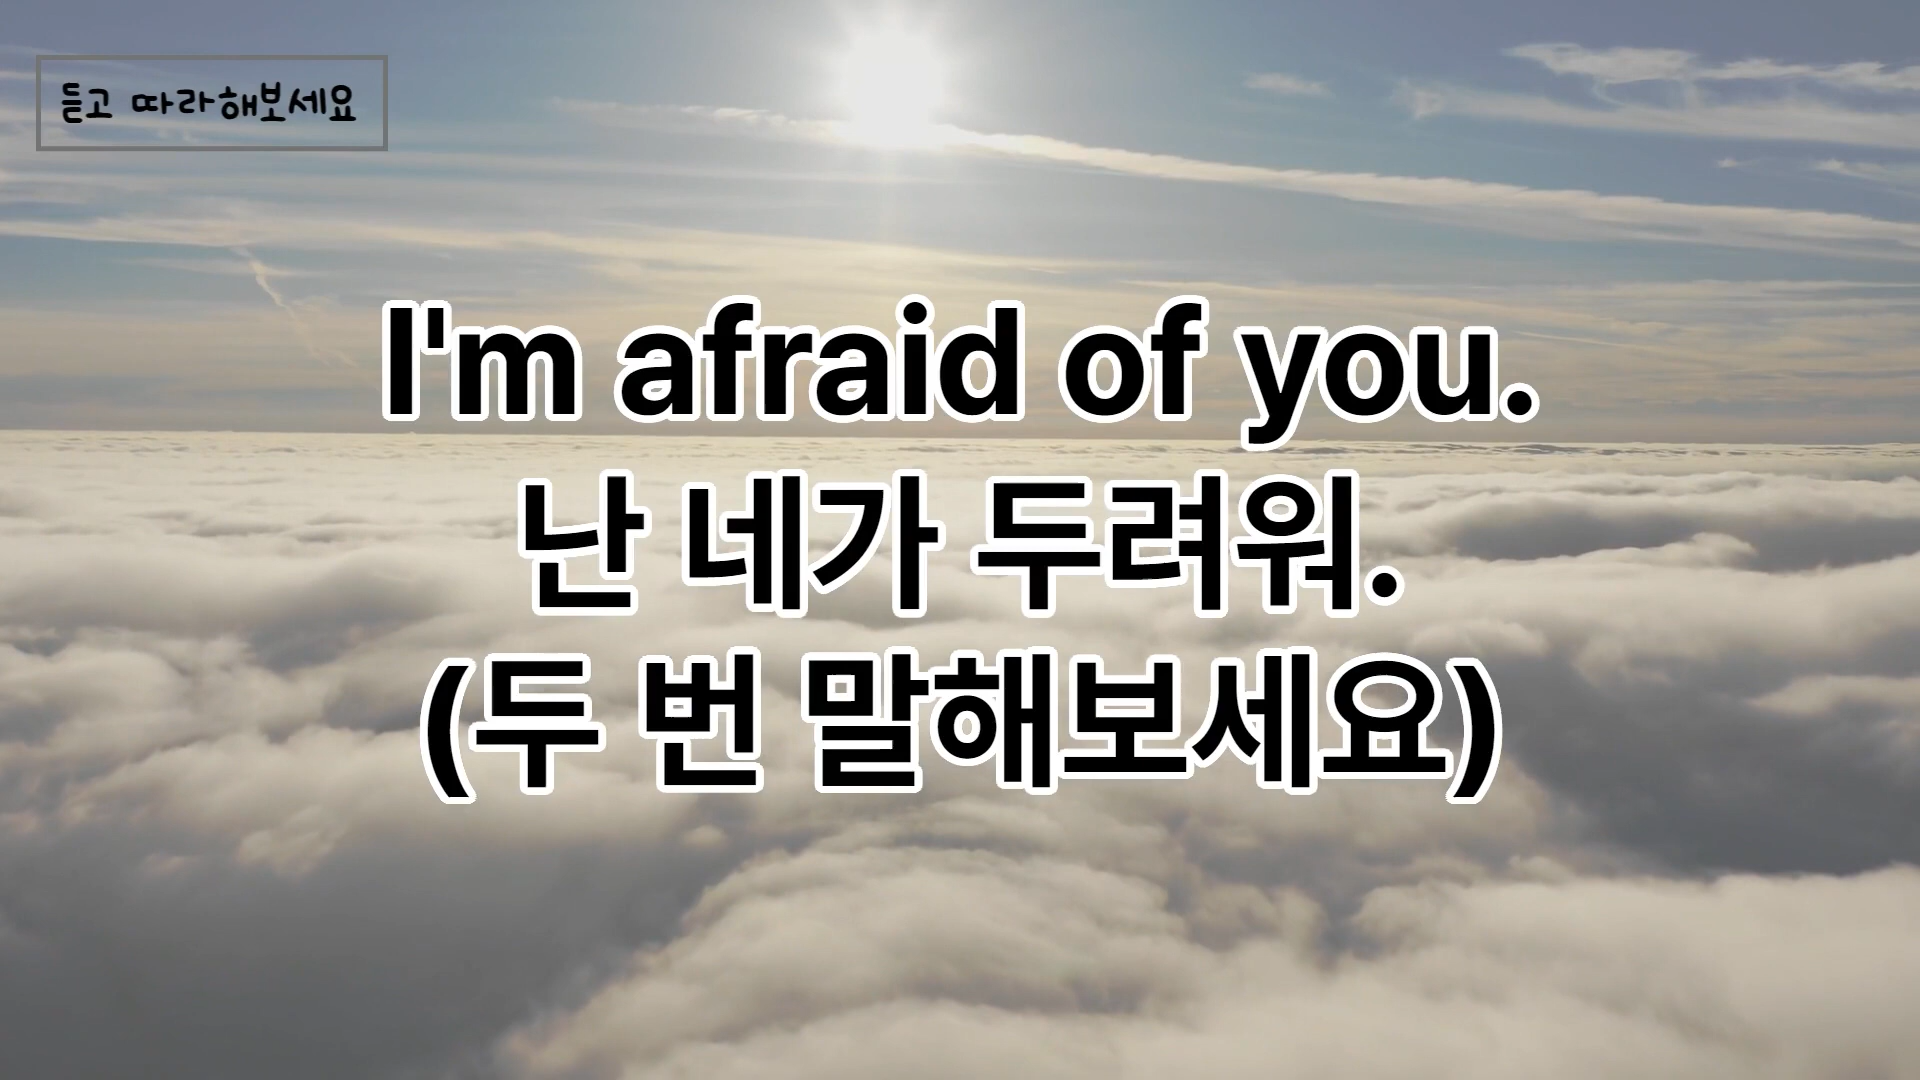 듣고 따라해보세요
I'm afraid of you.
난 네가 두려워.
(두 번 말해보세요)